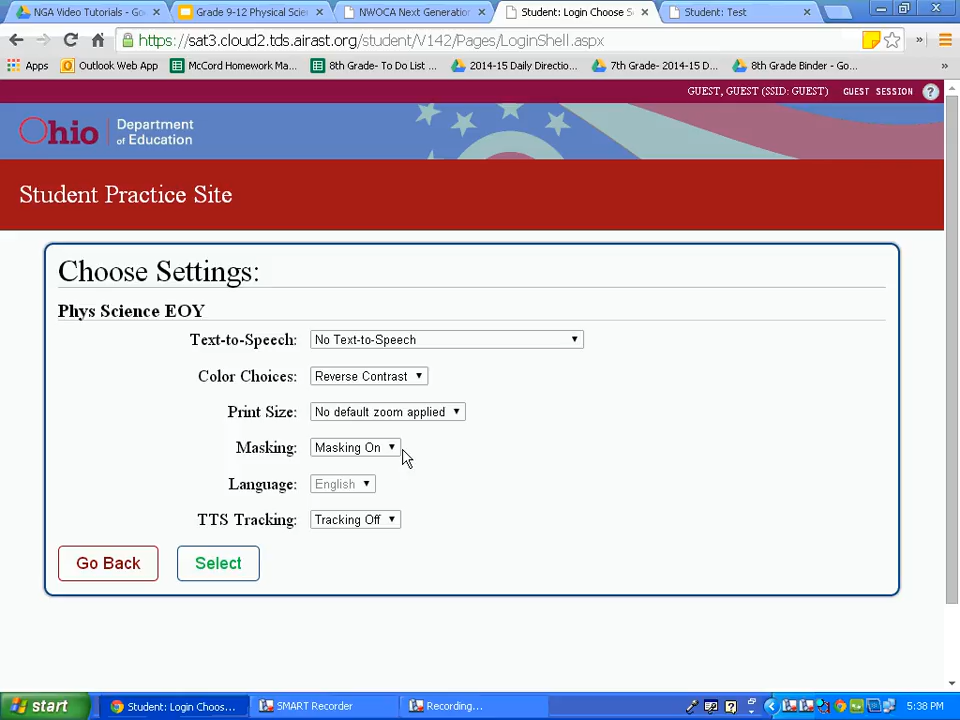 NGA Video Tutorials - Go
Grade 9-12 Physical Scie
NWOCA Next Generation
Student: Login Choose S
Student: Test
https://sat3.cloud2.tds.airast.org/student/V142/Pages/LoginShell.aspx
Apps
Outlook Web App
McCord Homework Ma...
8th Grade- To Do List ...
2014-15 Daily Directio...
7th Grade- 2014-15 D...
8th Grade Binder - Go...
GUEST, GUEST (SSID: GUEST)
GUEST SESSION
?
Ohio
Department
of Education
Student Practice Site
Choose Settings:
Phys Science EOY
Text-to-Speech: No Text-to-Speech
Color Choices: Reverse Contrast
Print Size: No default zoom applied
Masking: Masking On
Language: English
TTS Tracking: Tracking Off
Go Back
Select
start
Student: Login Choos...
SMART Recorder
Recording...
5:38 PM